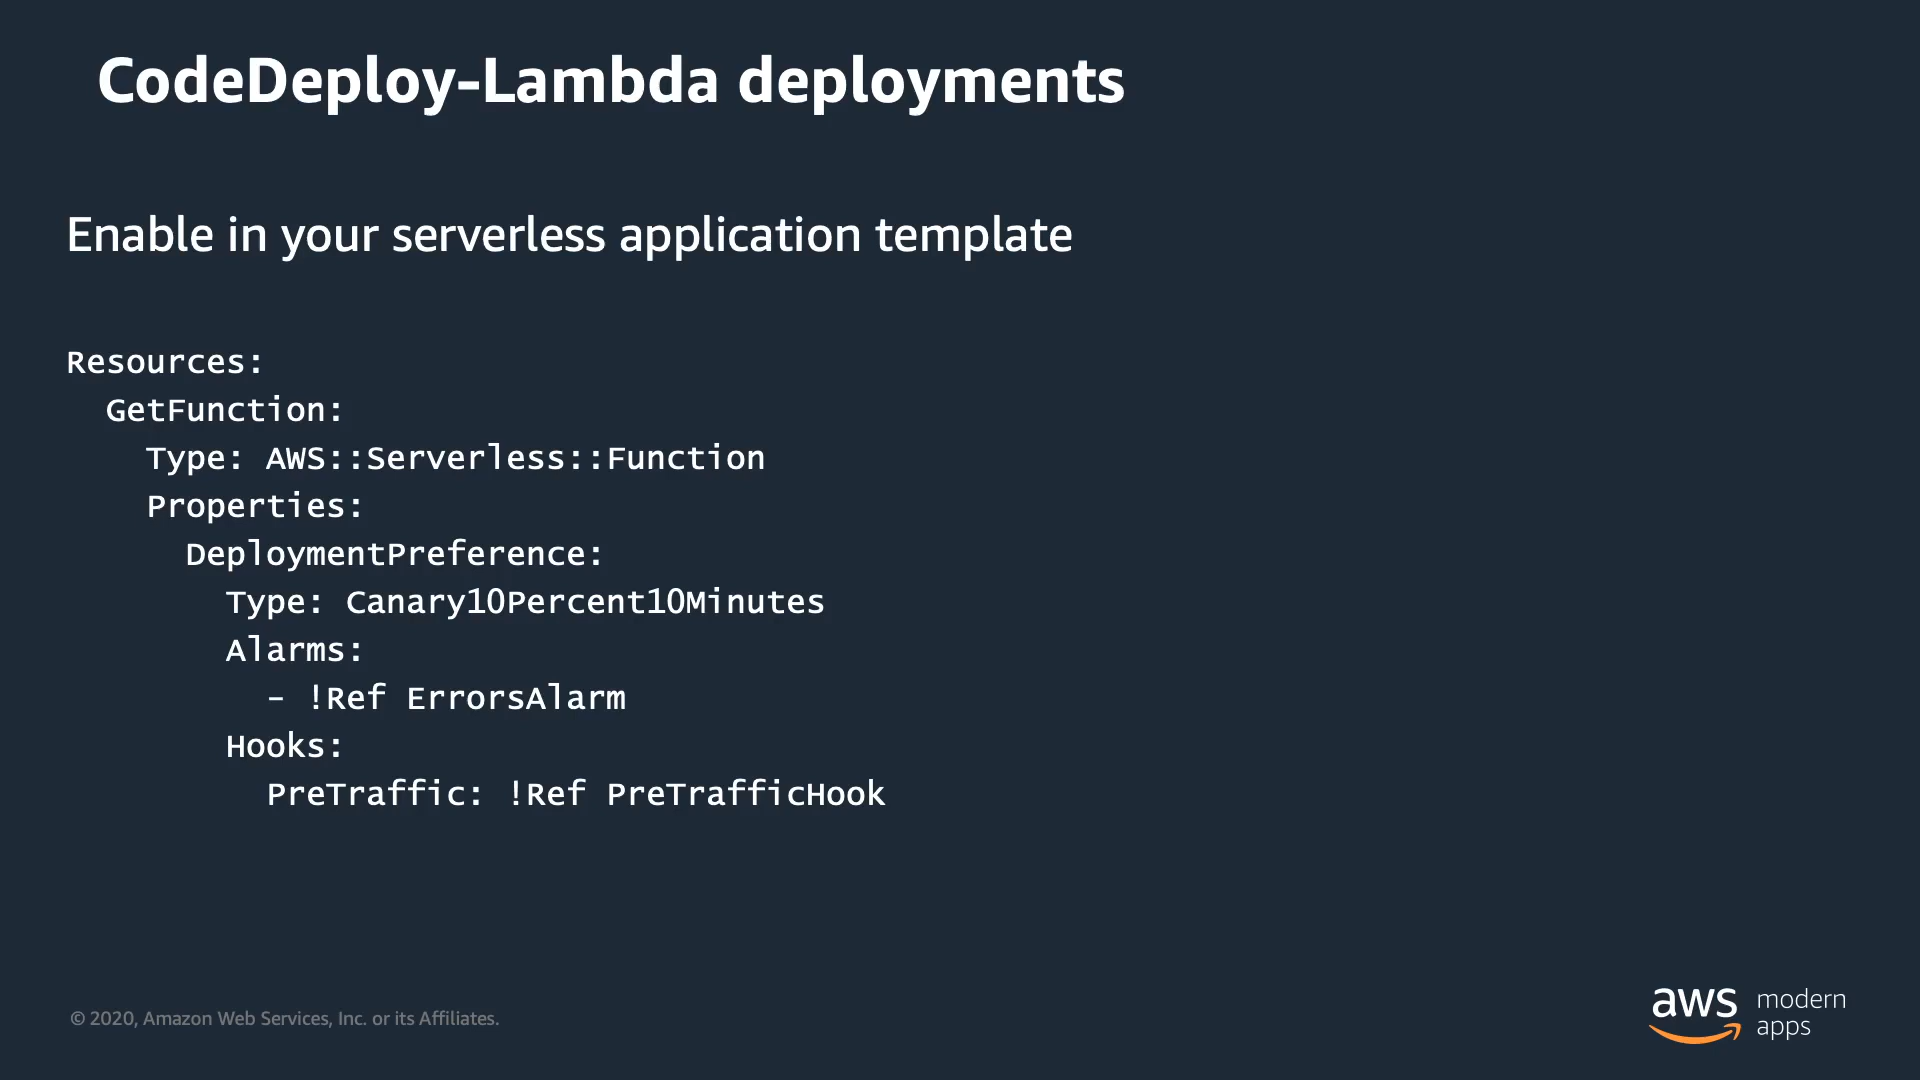 CodeDeploy-Lambda deployments
Enable in your serverless application template
Resources:
  GetFunction:
    Type: AWS::Serverless::Function
    Properties:
      DeploymentPreference:
        Type: Canary10Percent10Minutes
        Alarms:
          - !Ref ErrorsAlarm
        Hooks:
          PreTraffic: !Ref PreTrafficHook
© 2020, Amazon Web Services, Inc. or its Affiliates.
aws modern
apps